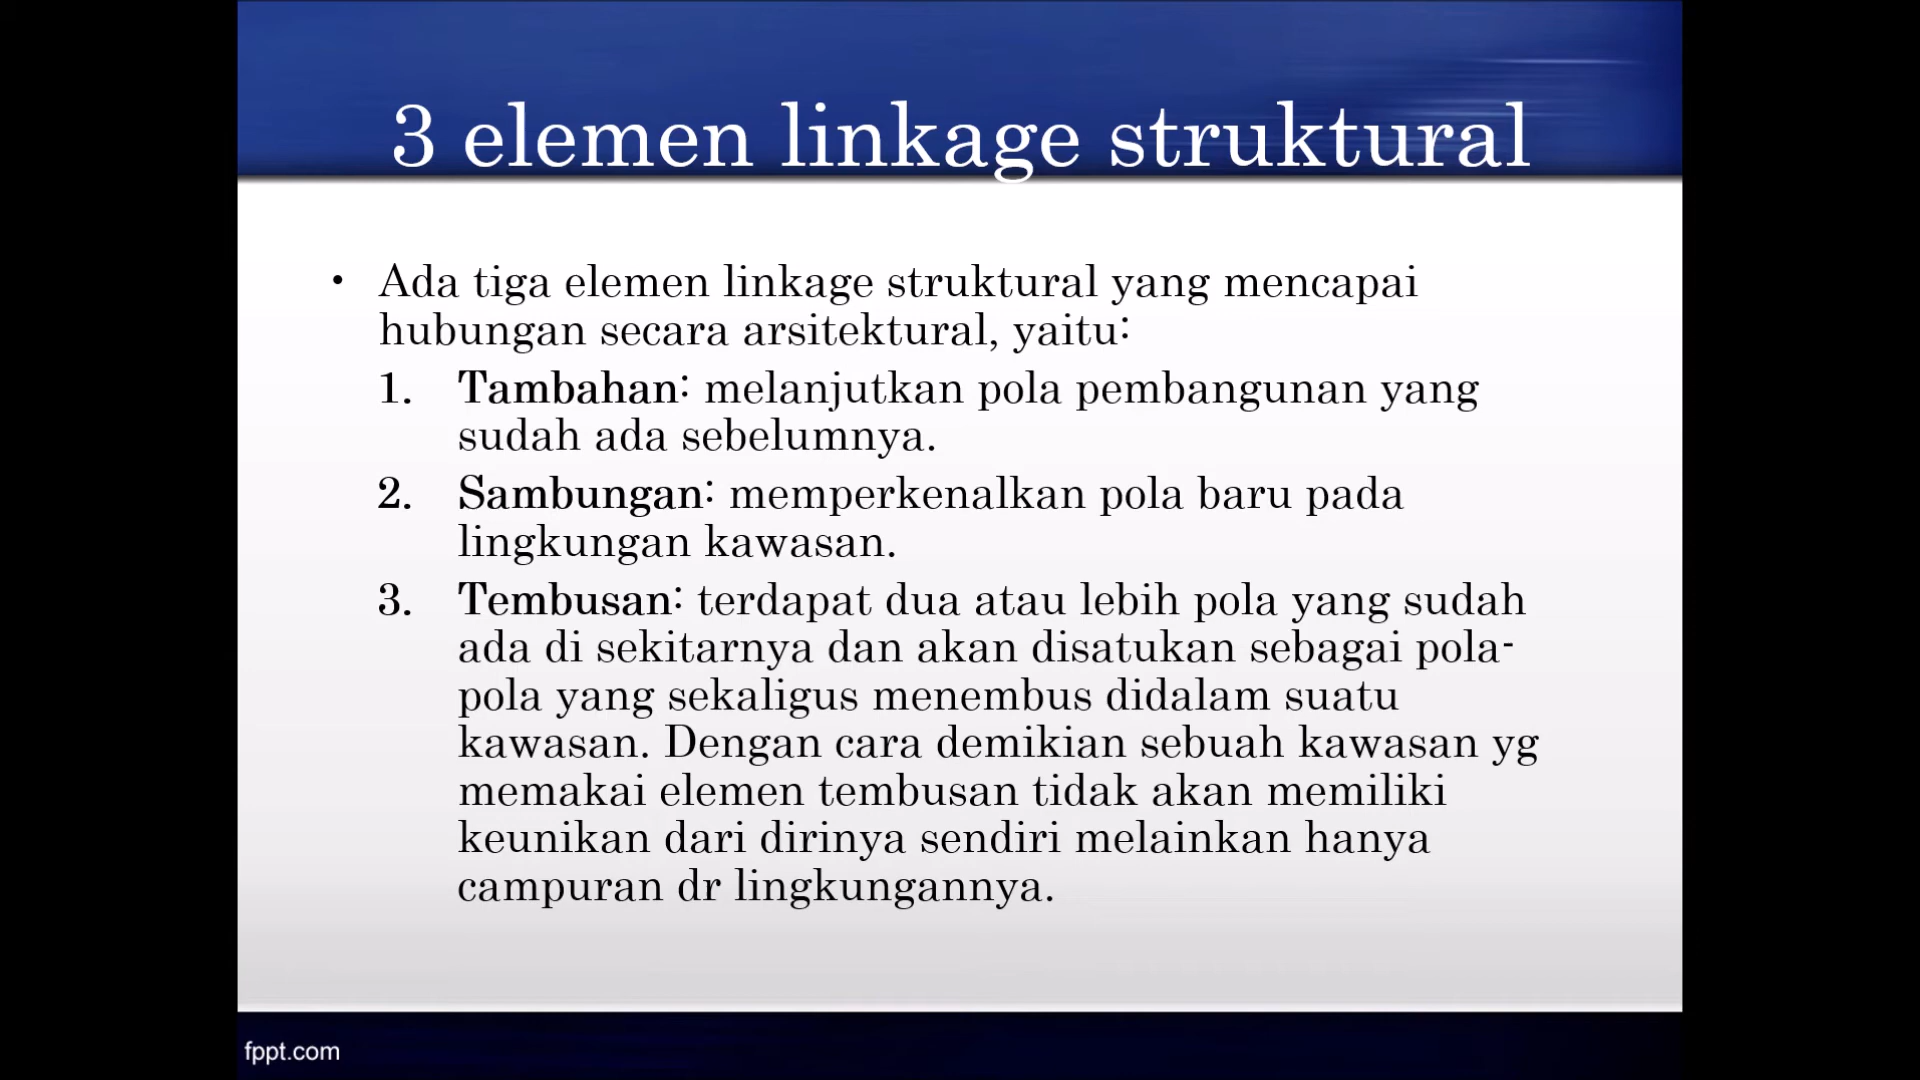 3 elemen linkage struktural
• Ada tiga elemen linkage struktural yang mencapai
hubungan secara arsitektural, yaitu:
1. Tambahan: melanjutkan pola pembangunan yang
sudah ada sebelumnya.
2. Sambungan: memperkenalkan pola baru pada
lingkungan kawasan.
3. Tembusan: terdapat dua atau lebih pola yang sudah
ada di sekitarnya dan akan disatukan sebagai pola-
pola yang sekaligus menembus didalam suatu
kawasan. Dengan cara demikian sebuah kawasan yg
memakai elemen tembusan tidak akan memiliki
keunikan dari dirinya sendiri melainkan hanya
campuran dr lingkungannya.
fppt.com